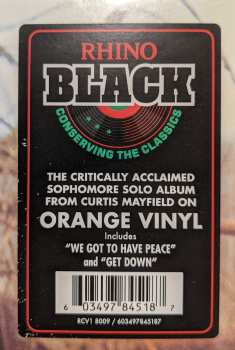 RHINO
BLACK
CONSERVING THE CLASSICS
THE CRITICALLY ACCLAIMED
SOPHOMORE SOLO ALBUM
FROM CURTIS MAYFIELD ON
ORANGE VINYL
Includes
"WE GOT TO HAVE PEACE"
and "GET DOWN"
6 03497 84518 7
RCV1 8009 / 603497845187